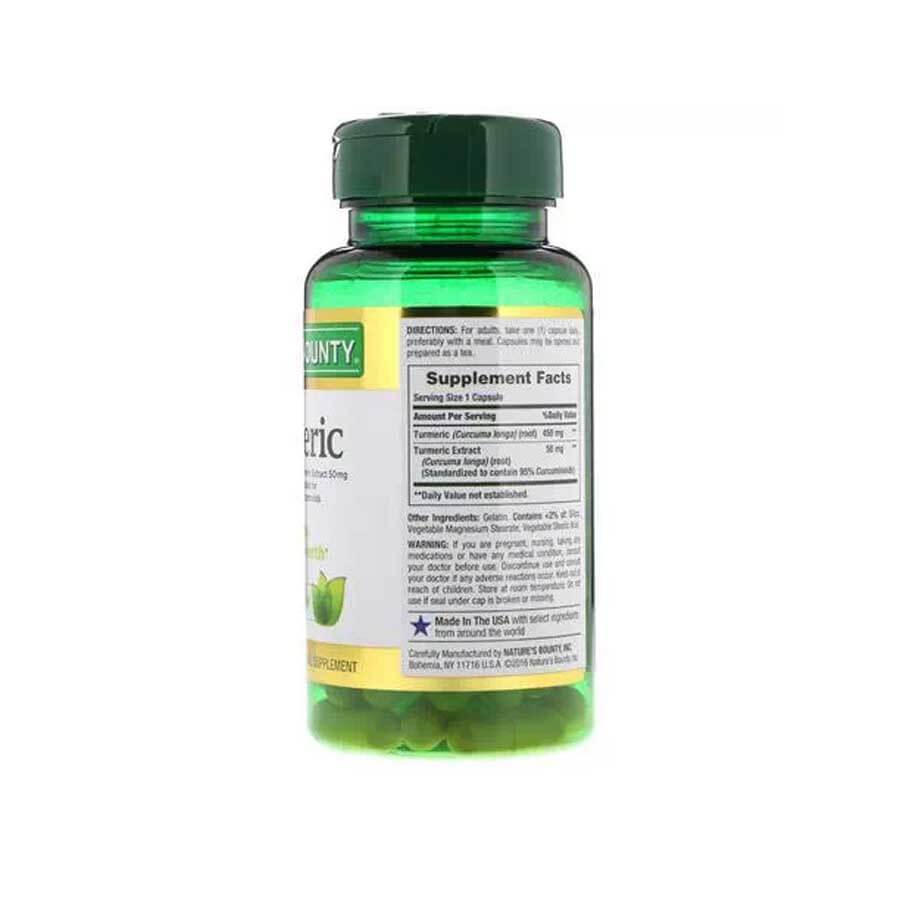 OUNTY
eric
Extract 50mg
for
SUPPLEMENT
DIRECTIONS: For adults, take one (1) capsule daily,
preferably with a meal. Capsules may be opened and
prepared as a tea.
Supplement Facts
Serving Size 1 Capsule
Amount Per Serving %Daily Value
Turmeric (Curcuma longa) (root) 450 mg **
Turmeric Extract 50 mg **
(Curcuma longa) (root)
(Standardized to contain 95% Curcuminoids)
**Daily Value not established.
Other Ingredients: Gelatin. Contains <2% of: Silica,
Vegetable Magnesium Stearate, Vegetable Stearic Acid.
WARNING: If you are pregnant, nursing, taking any
medications or have any medical condition, consult
your doctor before use. Discontinue use and consult
your doctor if any adverse reactions occur. Keep out of
reach of children. Store at room temperature. Do not
use if seal under cap is broken or missing.
Made In The USA with select ingredients
from around the world
Carefully Manufactured by NATURE'S BOUNTY, INC.
Bohemia, NY 11716 U.S.A. ©2016 Nature's Bounty, Inc.